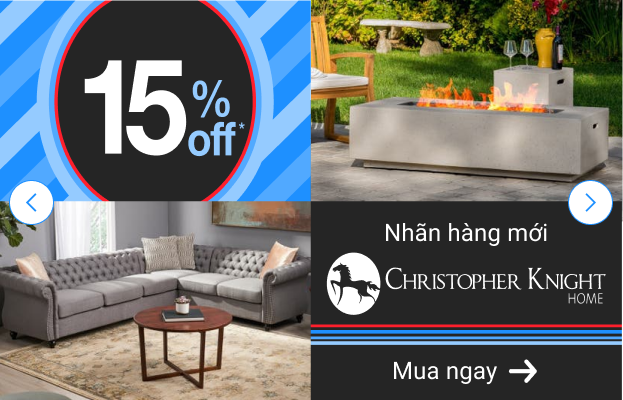 15%
off*
Nhãn hàng mới
CHRISTOPHER KNIGHT
HOME
Mua ngay →